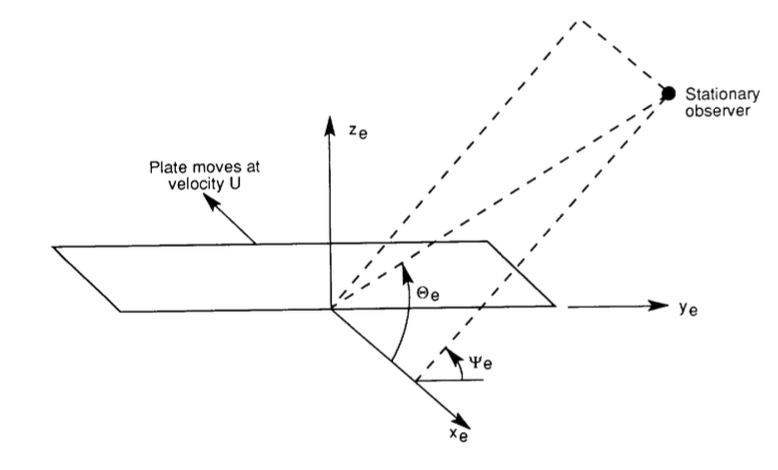 Stationary
observer
z_e
Plate moves at
velocity U
Θ_e
y_e
Ψ_e
x_e